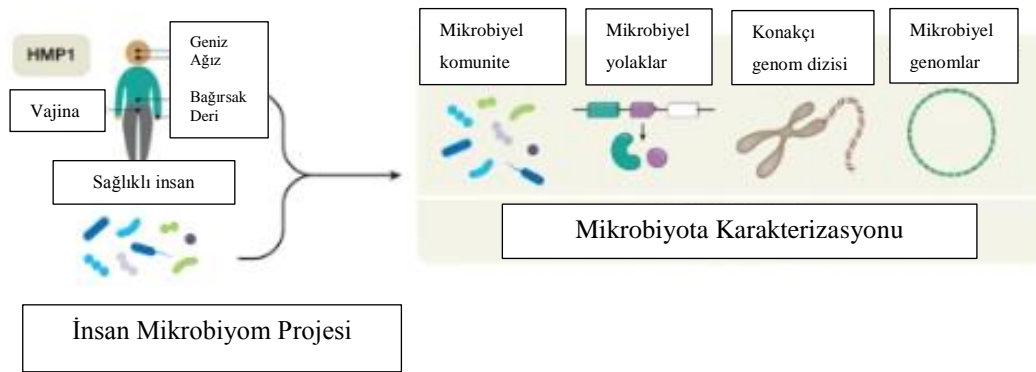 HMP1
Geniz
Ağız
Bağırsak
Deri
Vajina
Sağlıklı insan
İnsan Mikrobiyom Projesi
Mikrobiyel
komunite
Mikrobiyel
yolaklar
Konakçı
genom dizisi
Mikrobiyel
genomlar
Mikrobiyota Karakterizasyonu